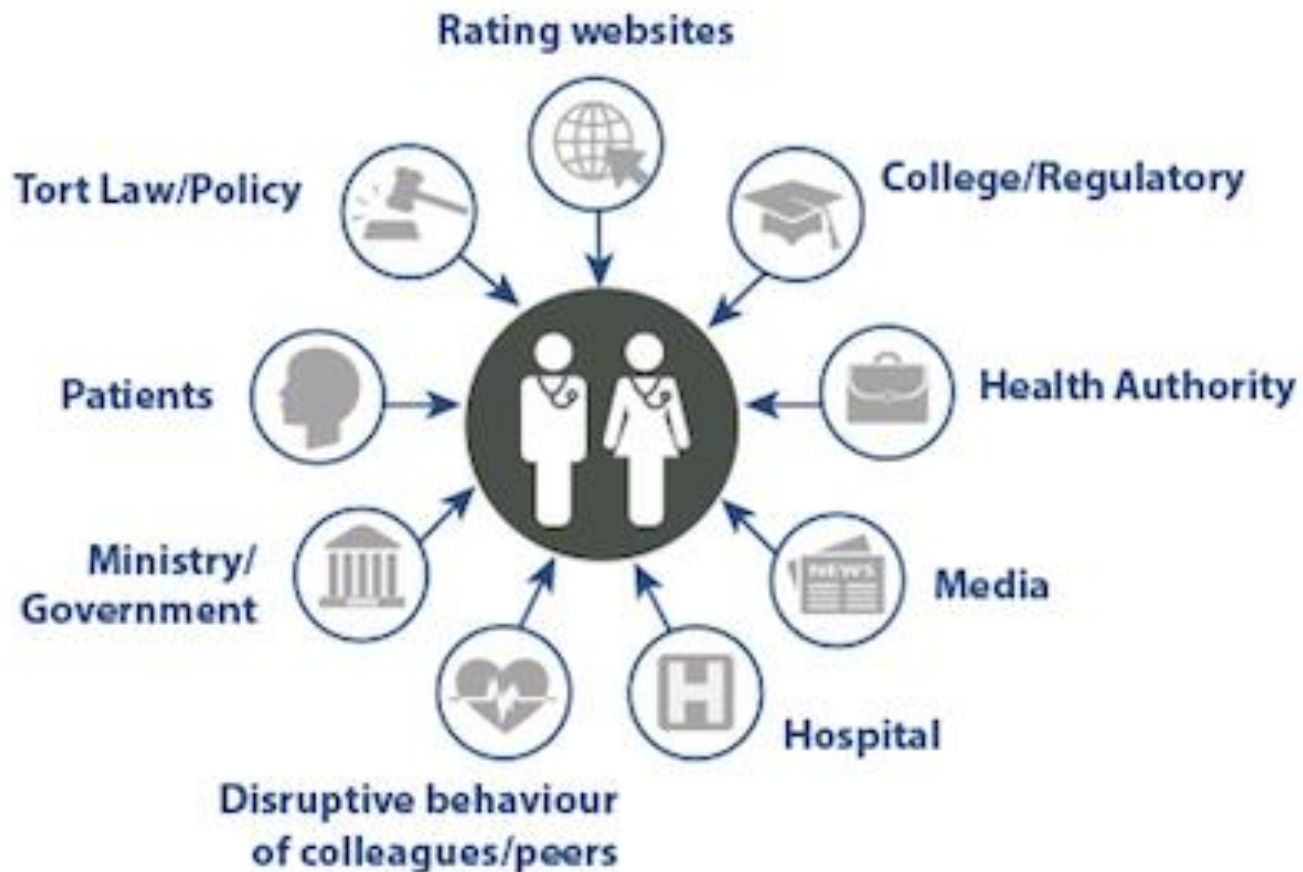 Rating websites
Tort Law/Policy
College/Regulatory
Patients
Health Authority
Ministry/
Government
NEWS
Media
H
Hospital
Disruptive behaviour
of colleagues/peers